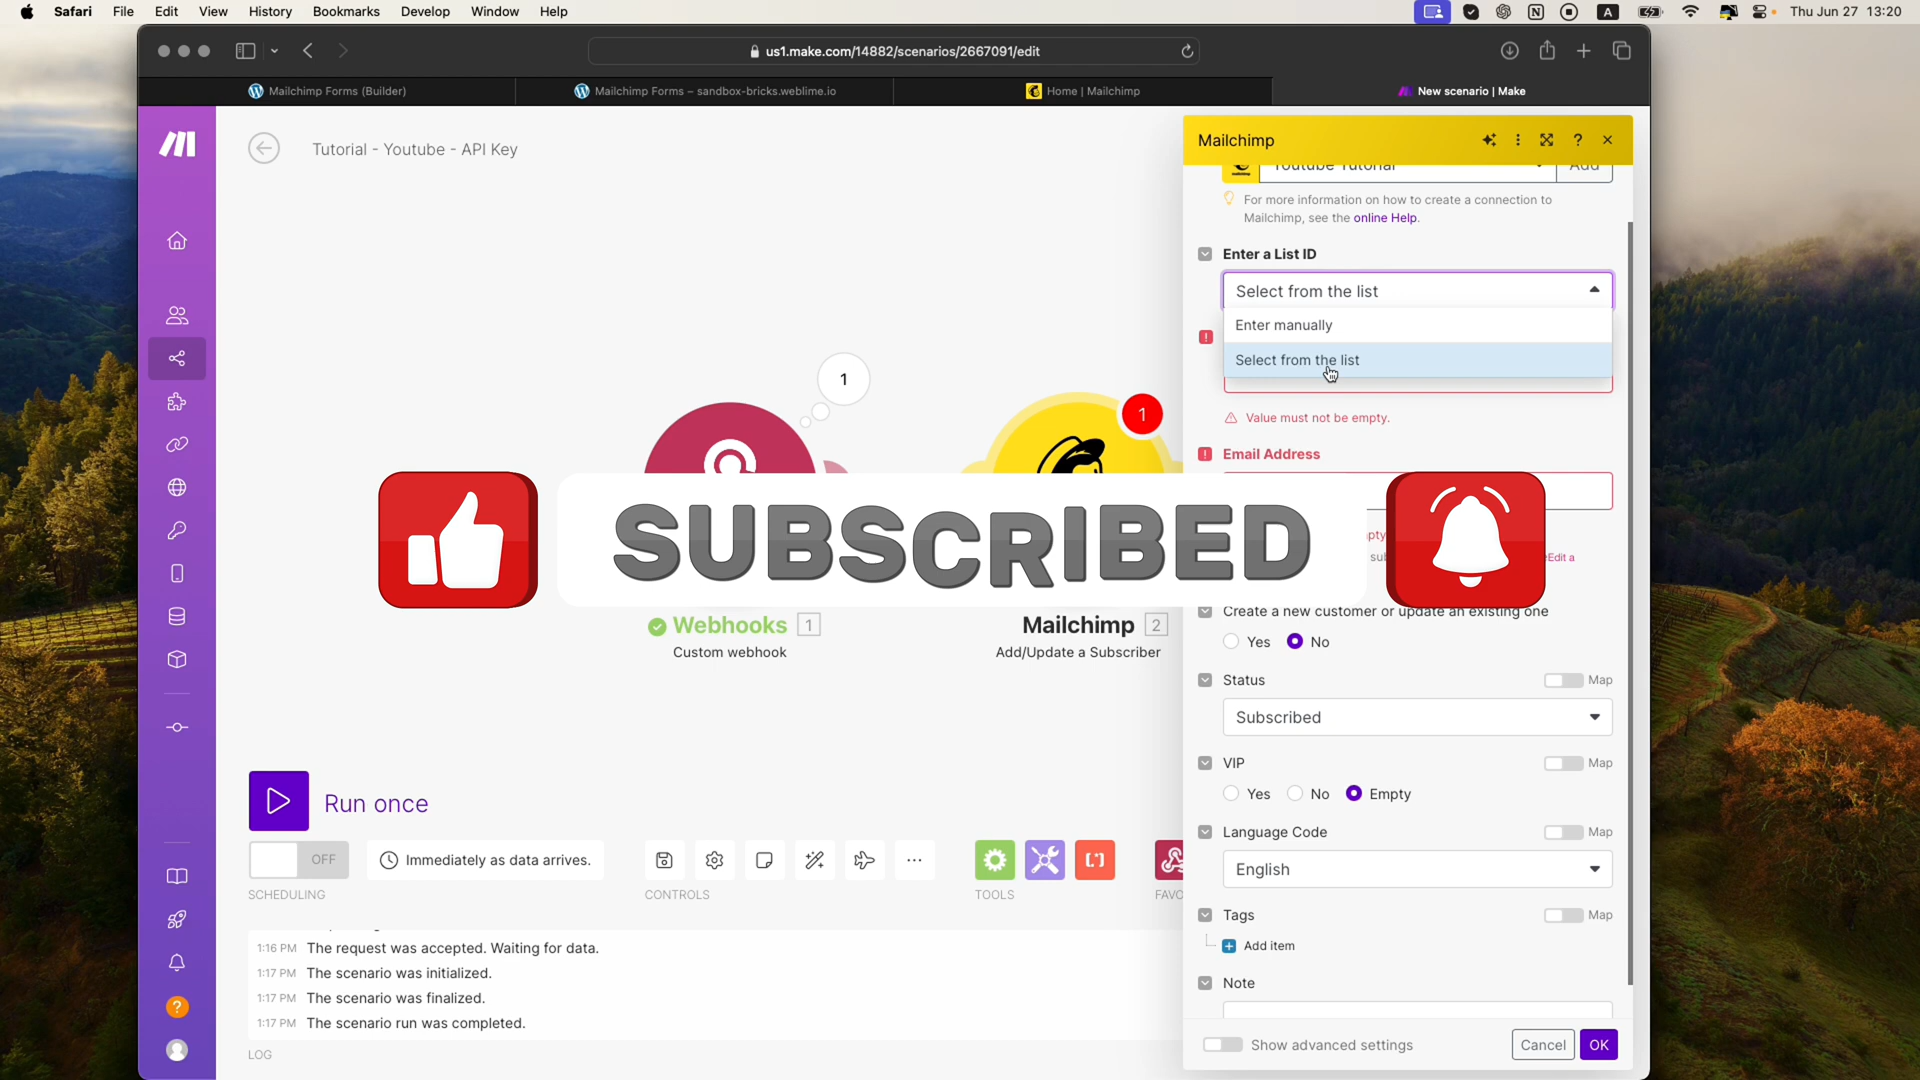 Safari File Edit View History Bookmarks Develop Window Help
A
Thu Jun 27 13:20
us1.make.com/14882/scenarios/2667091/edit
Mailchimp Forms (Builder)
Mailchimp Forms – sandbox-bricks.weblime.io
Home | Mailchimp
New scenario | Make
Tutorial - Youtube - API Key
Mailchimp
?
Youtube Tutorial
Add
For more information on how to create a connection to
Mailchimp, see the online Help.
Enter a List ID
Select from the list
Enter manually
Select from the list
Value must not be empty.
Email Address
Edit a
1
1
SUBSCRIBED
Webhooks 1
Custom webhook
Mailchimp 2
Add/Update a Subscriber
Create a new customer or update an existing one
Yes No
Status Map
Subscribed
VIP Map
Yes No Empty
Language Code Map
English
Tags Map
Add item
Note
Show advanced settings
Cancel
OK
Run once
OFF
Immediately as data arrives.
SCHEDULING
CONTROLS
TOOLS
1:16 PM The request was accepted. Waiting for data.
1:17 PM The scenario was initialized.
1:17 PM The scenario was finalized.
1:17 PM The scenario run was completed.
LOG
?